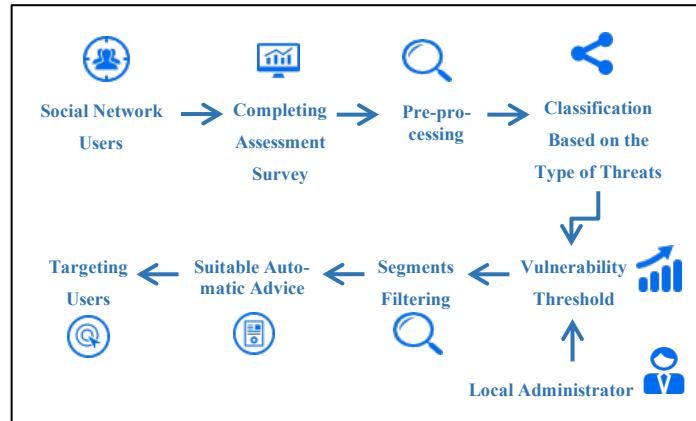 Social Network
Users
Completing
Assessment
Survey
Pre-pro-
cessing
Classification
Based on the
Type of Threats
Targeting
Users
Suitable Auto-
matic Advice
Segments
Filtering
Vulnerability
Threshold
Local Administrator